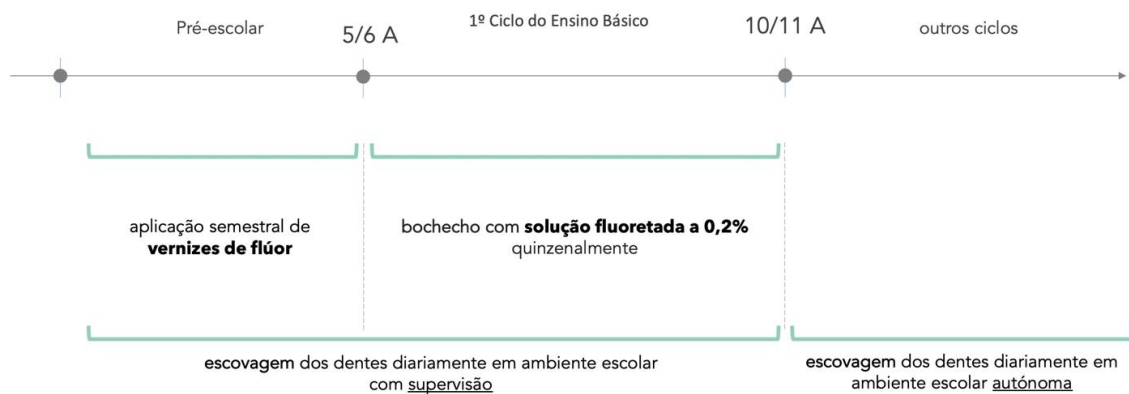 Pré-escolar
5/6 A
1º Ciclo do Ensino Básico
10/11 A
outros ciclos
aplicação semestral de
vernizes de flúor
bochecho com solução fluoretada a 0,2%
quinzenalmente
escovagem dos dentes diariamente em ambiente escolar
com supervisão
escovagem dos dentes diariamente em
ambiente escolar autónoma